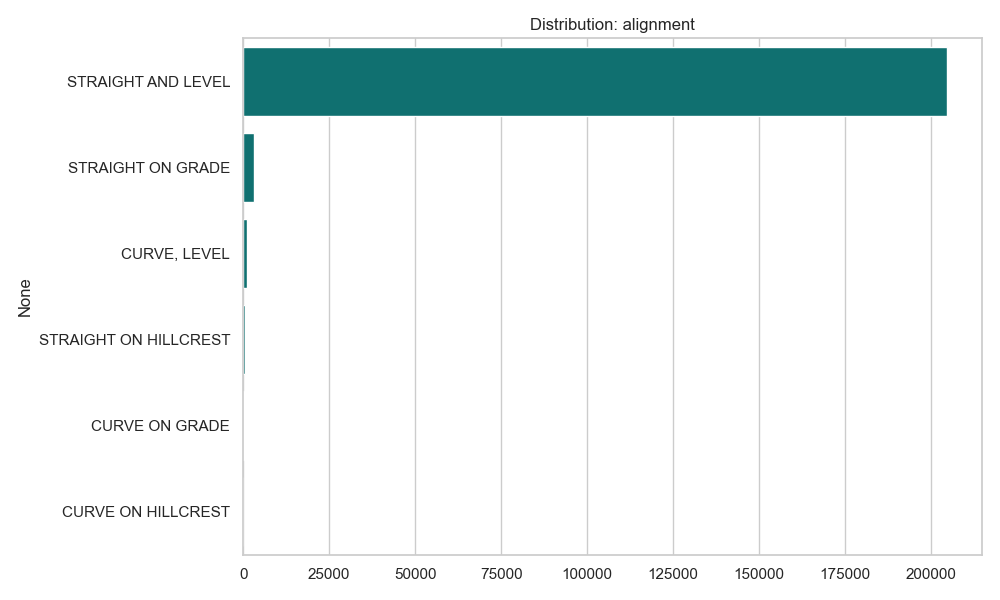 Distribution: alignment
STRAIGHT AND LEVEL
STRAIGHT ON GRADE
CURVE, LEVEL
STRAIGHT ON HILLCREST
CURVE ON GRADE
CURVE ON HILLCREST
None
0 25000 50000 75000 100000 125000 150000 175000 200000